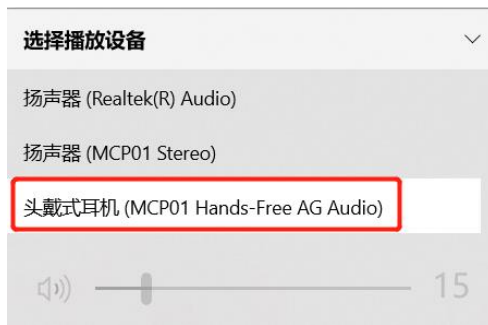 选择播放设备
扬声器 (Realtek(R) Audio)
扬声器 (MCP01 Stereo)
头戴式耳机 (MCP01 Hands-Free AG Audio)
15